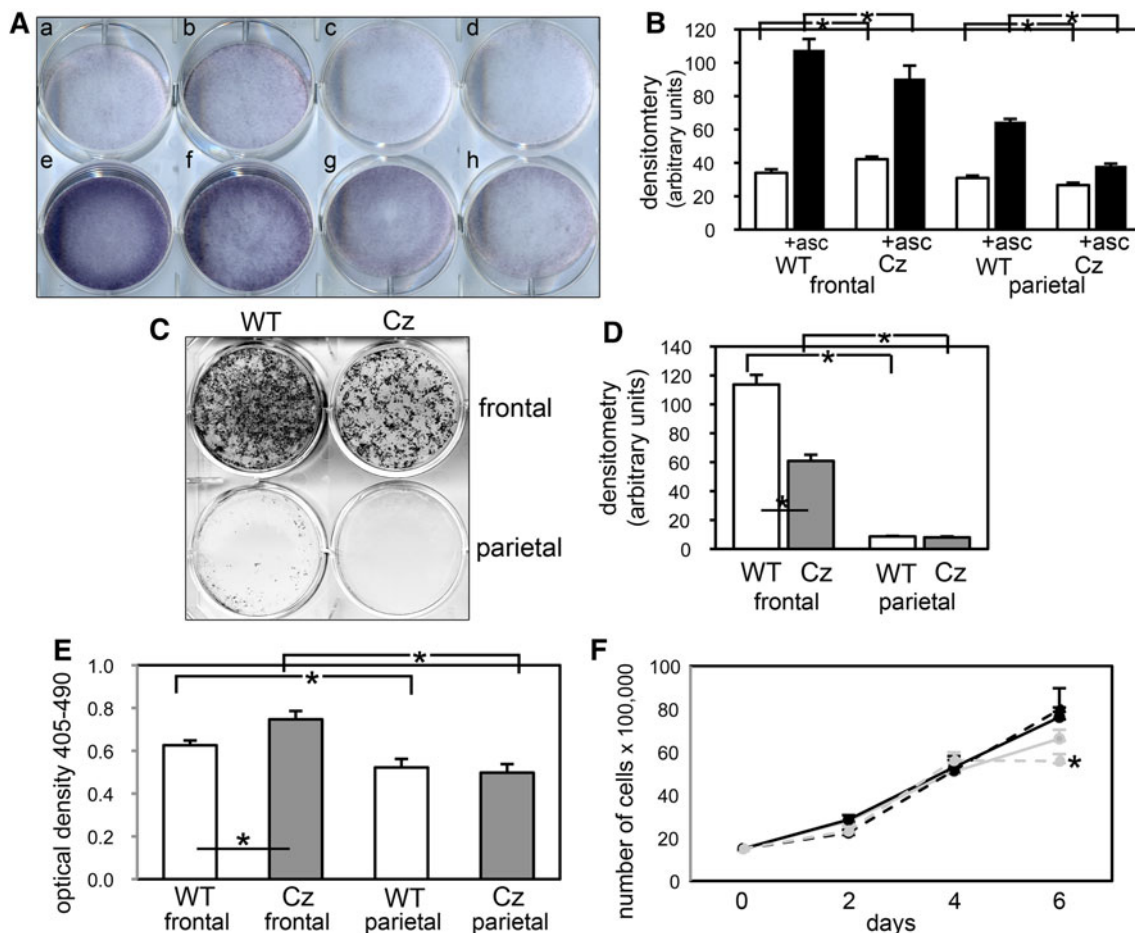 A
a b c d
e f g h
B
* * * *
densitomtery
(arbitrary units)
120
100
80
60
40
20
0
+asc +asc +asc +asc
WT Cz WT Cz
frontal parietal
C
WT Cz
frontal
parietal
D
* *
densitometry
(arbitrary units)
140
120
100
80
60
40
20
0
*
WT Cz WT Cz
frontal parietal
E
* *
optical density 405-490
1.0
0.8
0.6
0.4
0.2
0.0
*
WT Cz WT Cz
frontal frontal parietal parietal
F
number of cells x 100,000
100
80
60
40
20
0
*
0 2 4 6
days